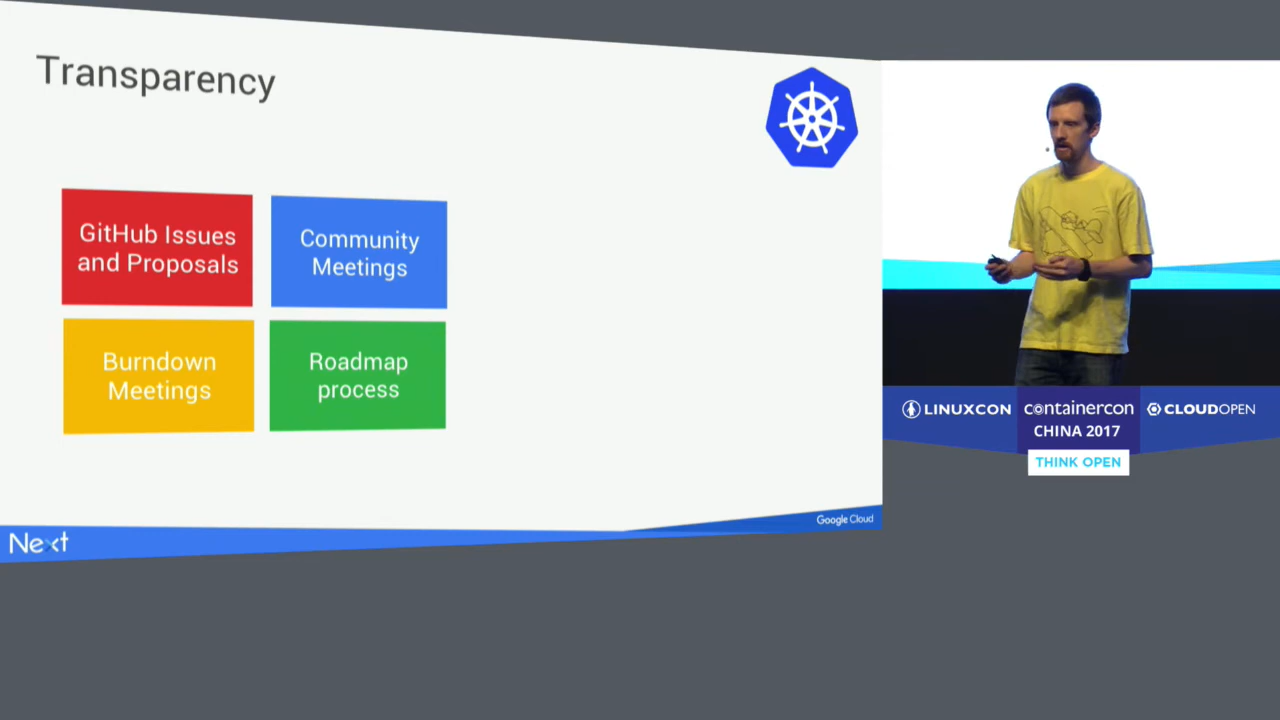 Transparency
GitHub Issues
and Proposals
Community
Meetings
Burndown
Meetings
Roadmap
process
Next
Google Cloud
LINUXCON
containercon
CHINA 2017
CLOUDOPEN
THINK OPEN